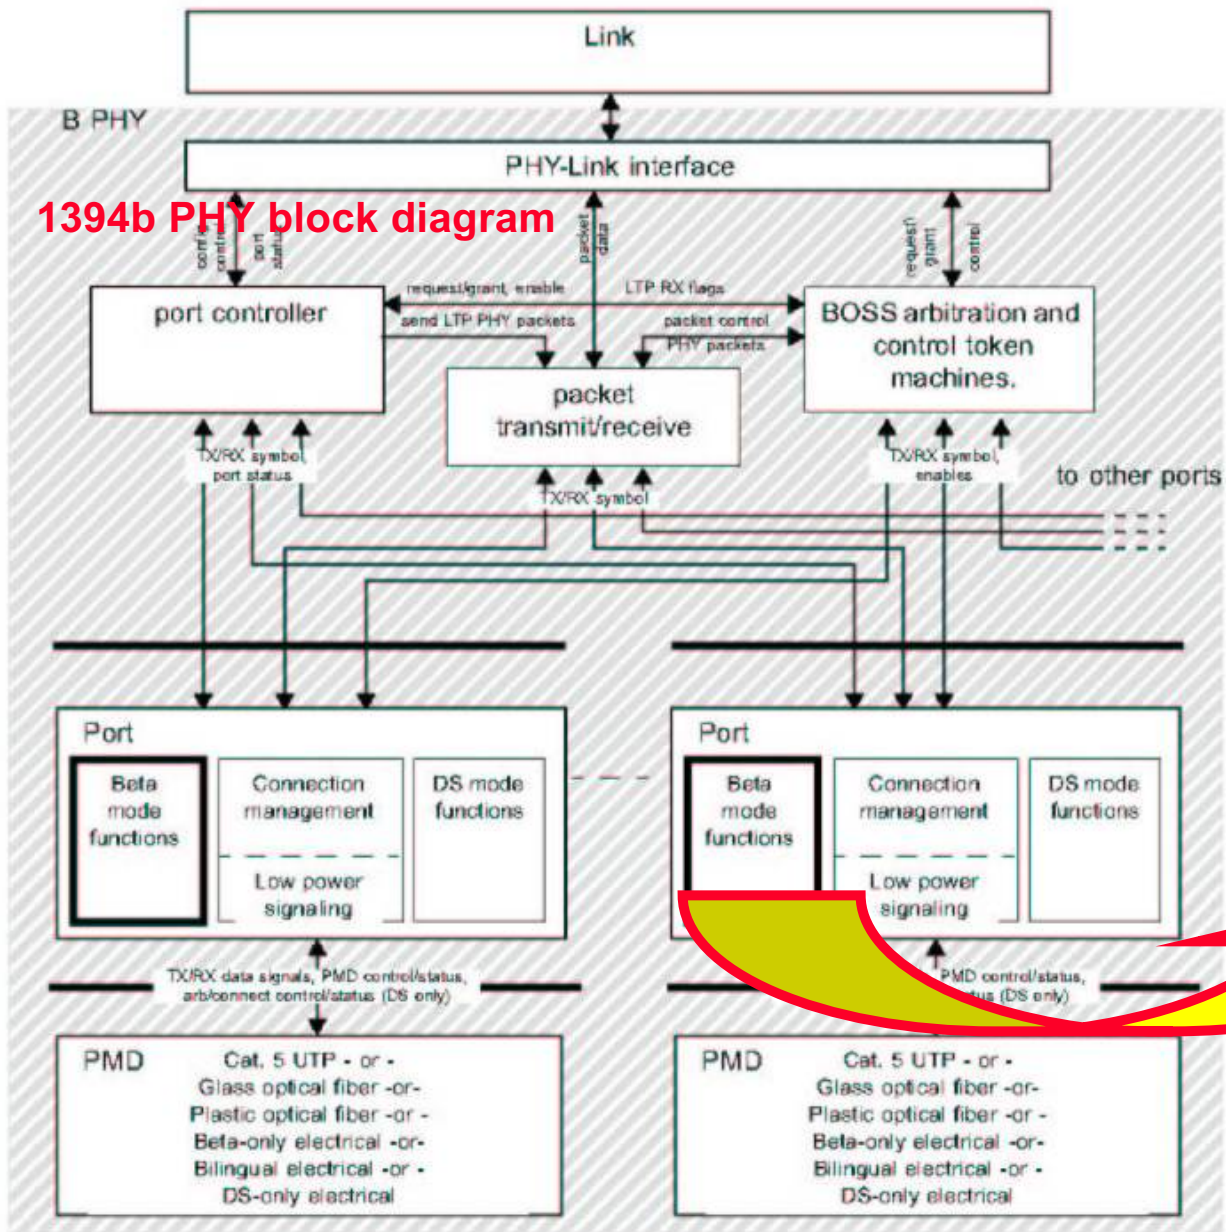 Link
B PHY
PHY-Link interface
1394b PHY block diagram
config
control
port
status
packet
data
request/
grant
control
port controller
request/grant, enable
LTP RX flags
send LTP PHY packets
packet control
PHY packets
BOSS arbitration and
control token
machines.
packet
transmit/receive
TX/RX symbol,
port status
TX/RX symbol
TX/RX symbol,
enables
to other ports
Port
Beta
mode
functions
Connection
management
Low power
signaling
DS mode
functions
Port
Beta
mode
functions
Connection
management
Low power
signaling
DS mode
functions
TX/RX data signals, PMD control/status,
arb/connect control/status (DS only)
PMD control/status,
(DS only)
PMD
Cat. 5 UTP - or -
Glass optical fiber -or-
Plastic optical fiber -or -
Beta-only electrical -or-
Bilingual electrical -or -
DS-only electrical
PMD
Cat. 5 UTP - or -
Glass optical fiber -or-
Plastic optical fiber -or -
Beta-only electrical -or-
Bilingual electrical -or -
DS-only electrical